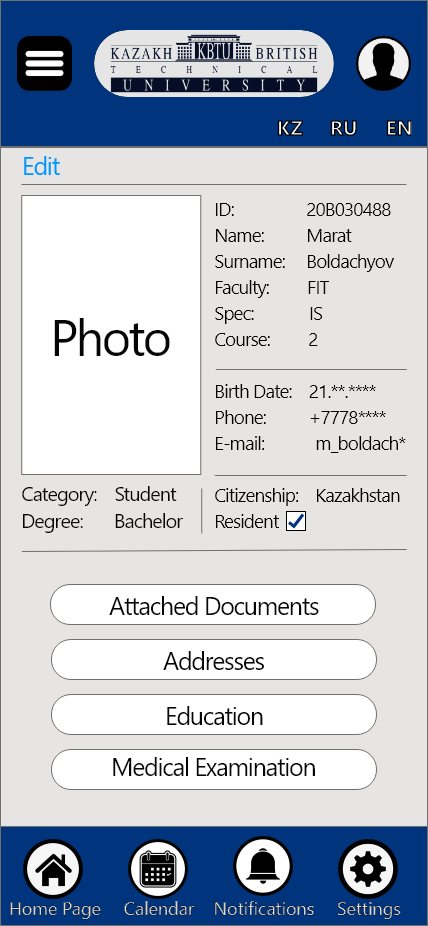 KAZAKH KBTU BRITISH
TECHNICAL
UNIVERSITY
KZ RU EN
Edit
Photo
ID: 20B030488
Name: Marat
Surname: Boldachyov
Faculty: FIT
Spec: IS
Course: 2
Birth Date: 21.**.****
Phone: +7778****
E-mail: m_boldach*
Category: Student
Degree: Bachelor
Citizenship: Kazakhstan
Resident
Attached Documents
Addresses
Education
Medical Examination
Home Page Calendar Notifications Settings